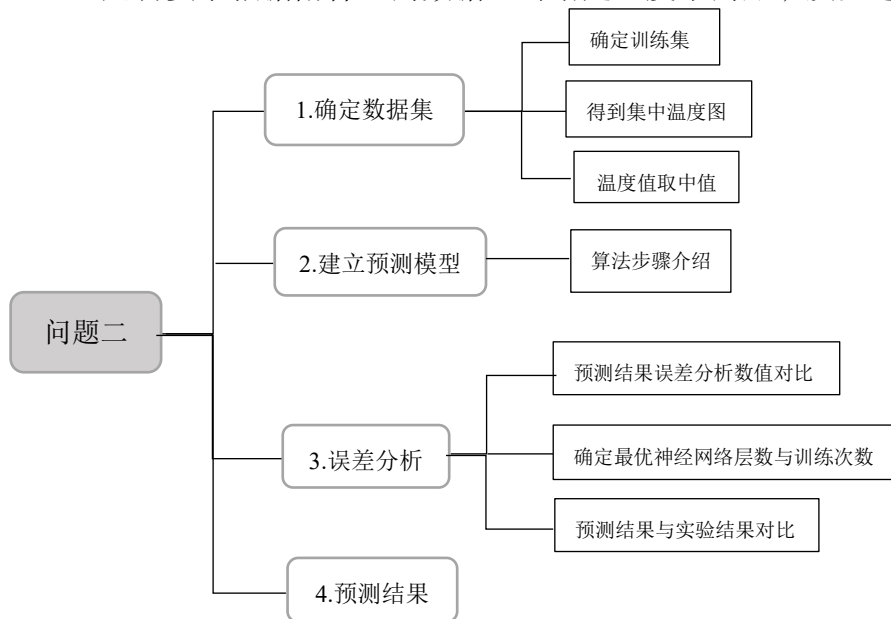 确定训练集
1.确定数据集
得到集中温度图
温度值取中值
2.建立预测模型
算法步骤介绍
问题二
预测结果误差分析数值对比
3.误差分析
确定最优神经网络层数与训练次数
预测结果与实验结果对比
4.预测结果